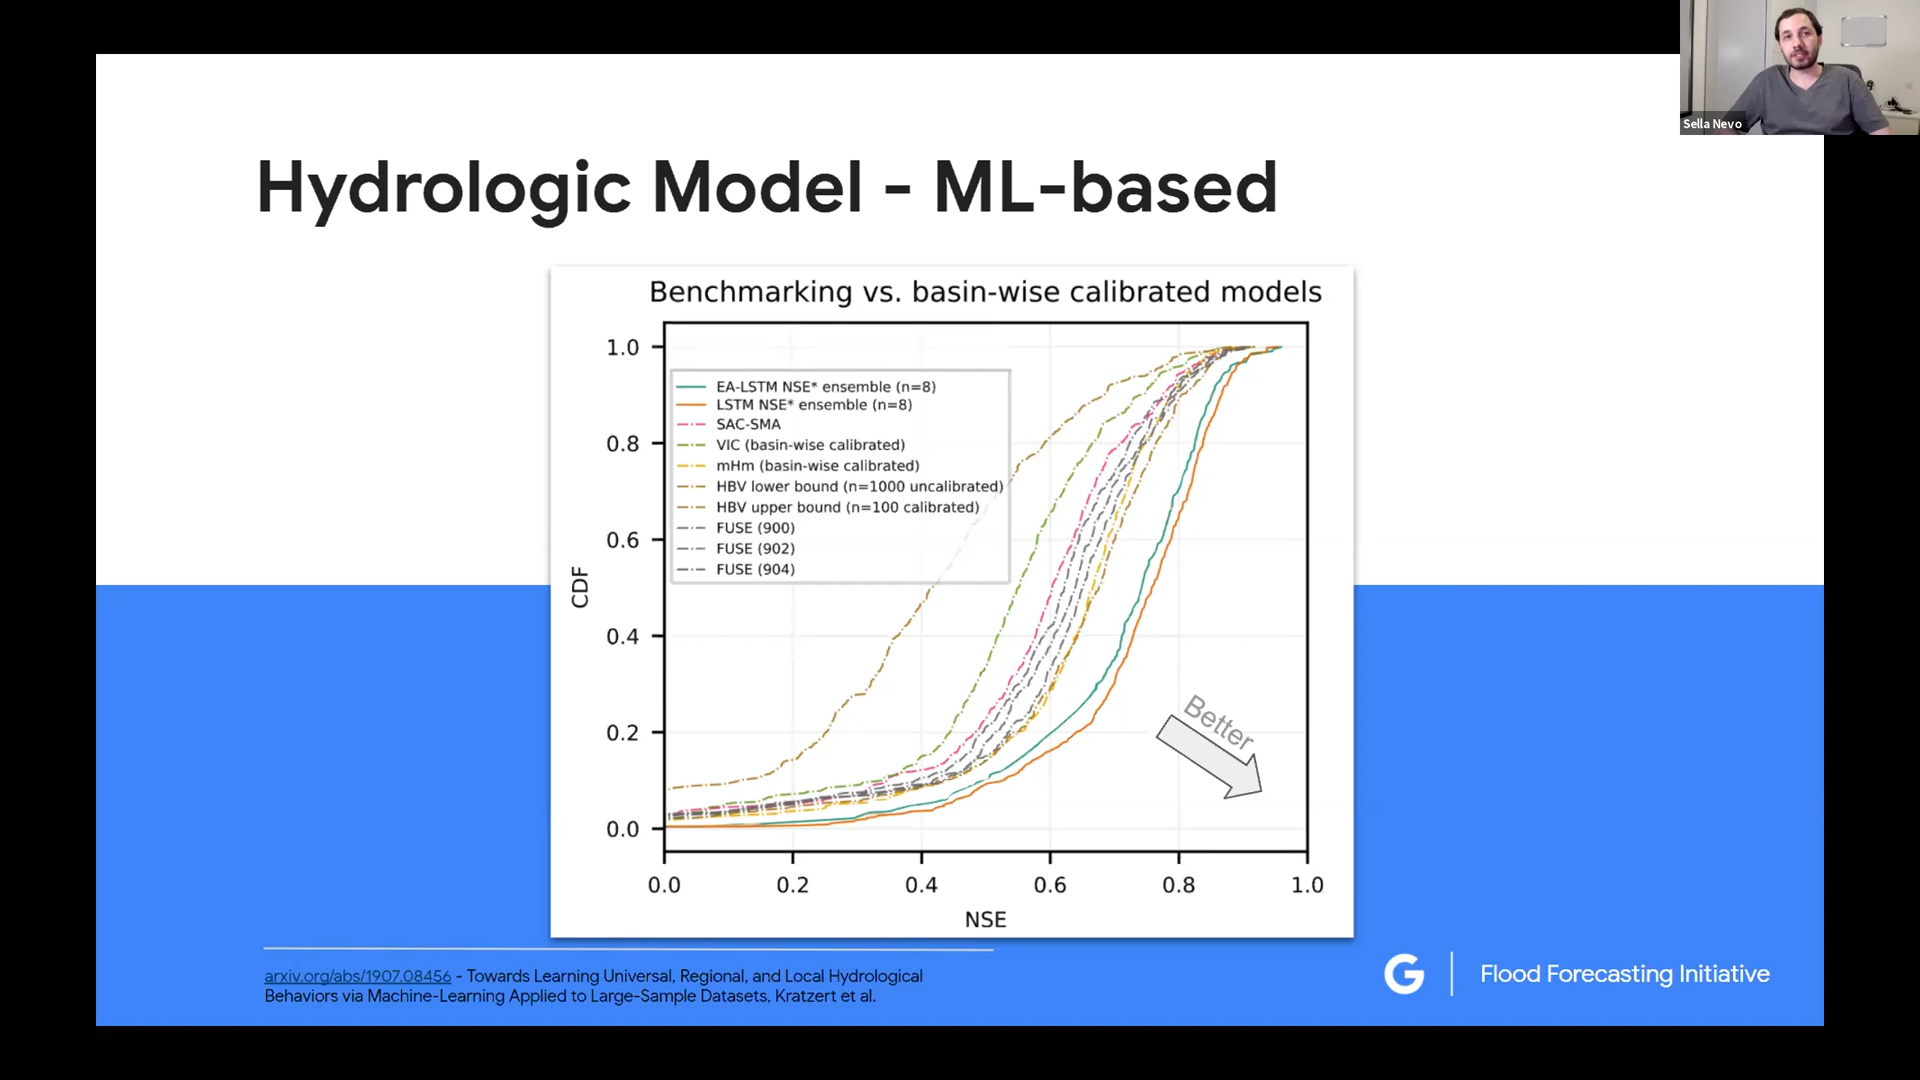 Sella Nevo
Hydrologic Model - ML-based
Benchmarking vs. basin-wise calibrated models
1.0
0.8
0.6
0.4
0.2
0.0
CDF
EA-LSTM NSE* ensemble (n=8)
LSTM NSE* ensemble (n=8)
SAC-SMA
VIC (basin-wise calibrated)
mHm (basin-wise calibrated)
HBV lower bound (n=1000 uncalibrated)
HBV upper bound (n=100 calibrated)
FUSE (900)
FUSE (902)
FUSE (904)
Better
0.0 0.2 0.4 0.6 0.8 1.0
NSE
arxiv.org/abs/1907.08456 - Towards Learning Universal, Regional, and Local Hydrological
Behaviors via Machine-Learning Applied to Large-Sample Datasets, Kratzert et al.
G
Flood Forecasting Initiative